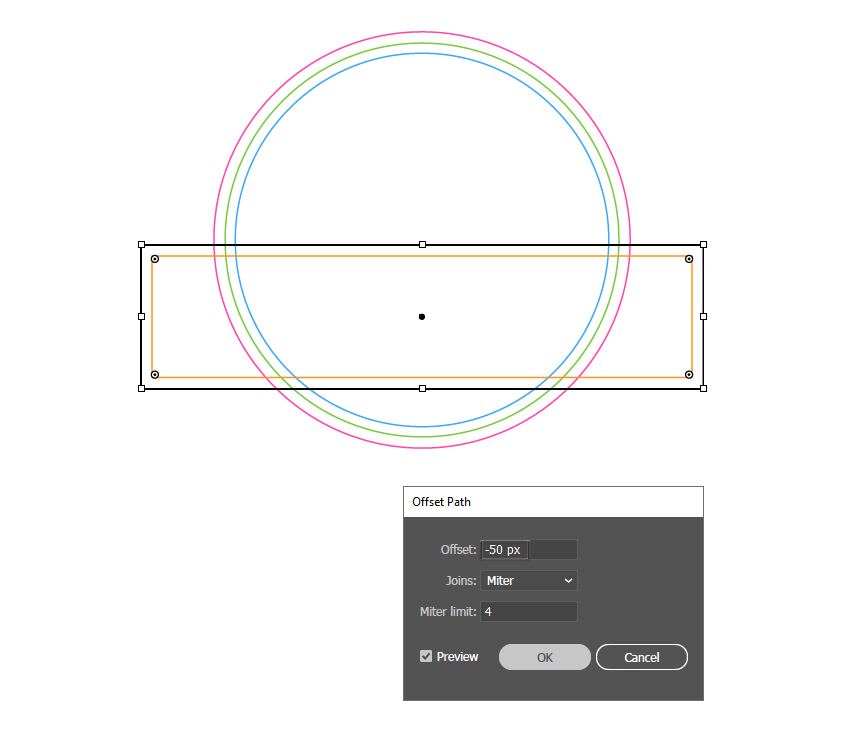 Offset Path
Offset: -50 px
Joins: Miter
Miter limit: 4
Preview OK Cancel